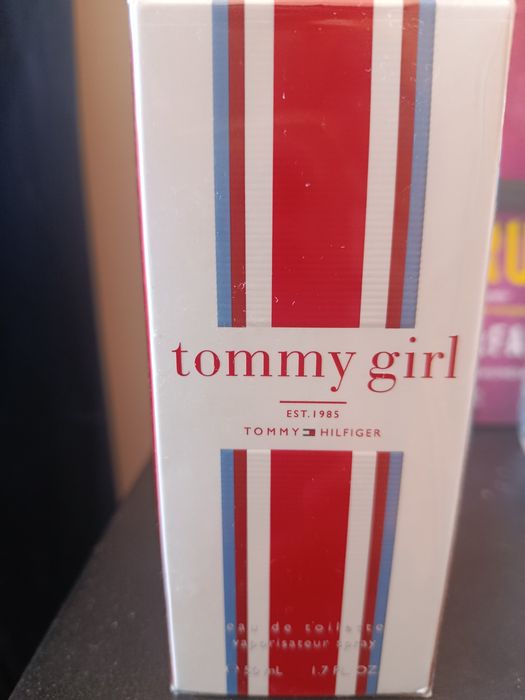 tommy girl
EST.1985
TOMMY HILFIGER
eau de toilette
vaporisateur spray
50 mL 1.7 FL. OZ